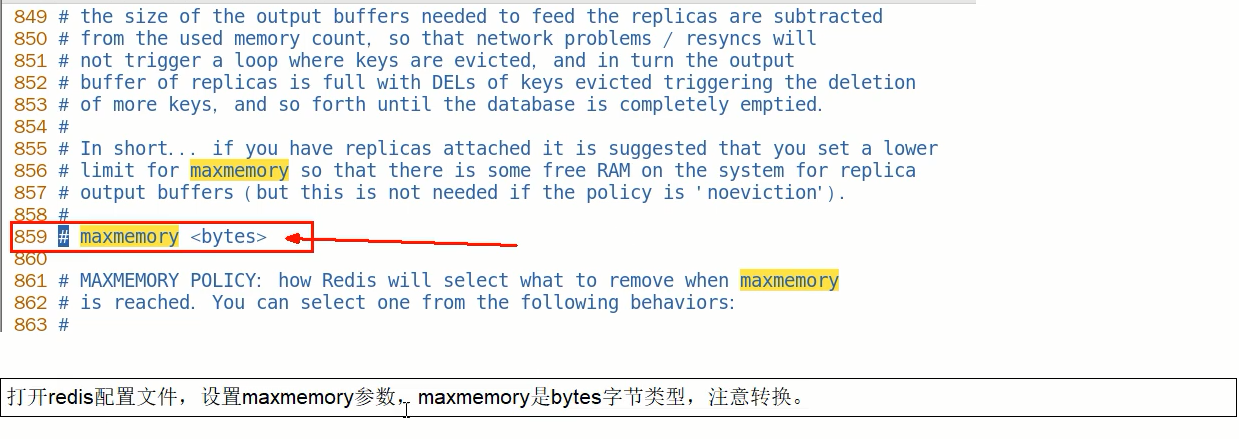 849 # the size of the output buffers needed to feed the replicas are subtracted
850 # from the used memory count, so that network problems / resyncs will
851 # not trigger a loop where keys are evicted, and in turn the output
852 # buffer of replicas is full with DELs of keys evicted triggering the deletion
853 # of more keys, and so forth until the database is completely emptied.
854 #
855 # In short... if you have replicas attached it is suggested that you set a lower
856 # limit for maxmemory so that there is some free RAM on the system for replica
857 # output buffers (but this is not needed if the policy is 'noeviction').
858 #
859 # maxmemory <bytes>
860
861 # MAXMEMORY POLICY: how Redis will select what to remove when maxmemory
862 # is reached. You can select one from the following behaviors:
863 #
打开redis配置文件，设置maxmemory参数，maxmemory是bytes字节类型，注意转换。